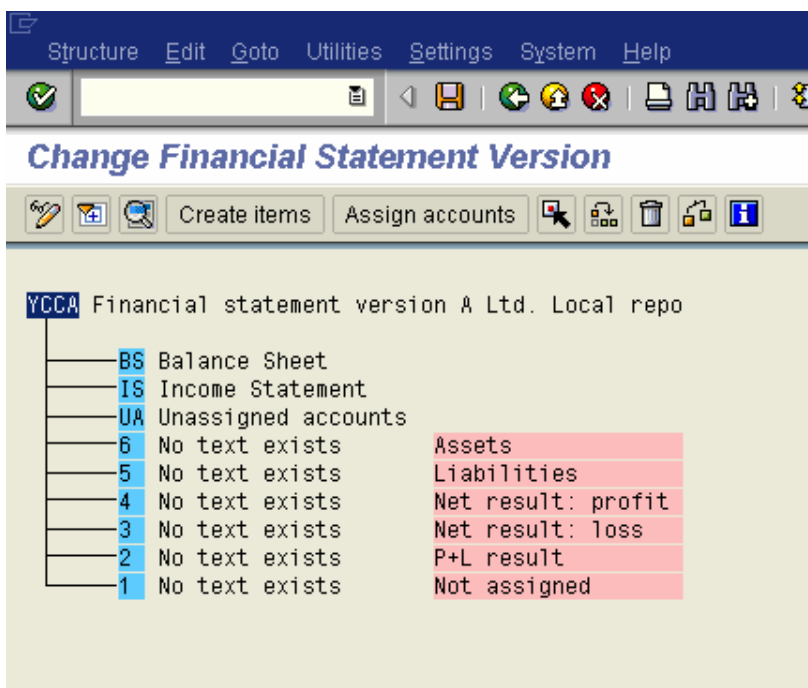 Structure Edit Goto Utilities Settings System Help
Change Financial Statement Version
Create items Assign accounts
YCCA Financial statement version A Ltd. Local repo
BS Balance Sheet
IS Income Statement
UA Unassigned accounts
6 No text exists Assets
5 No text exists Liabilities
4 No text exists Net result: profit
3 No text exists Net result: loss
2 No text exists P+L result
1 No text exists Not assigned